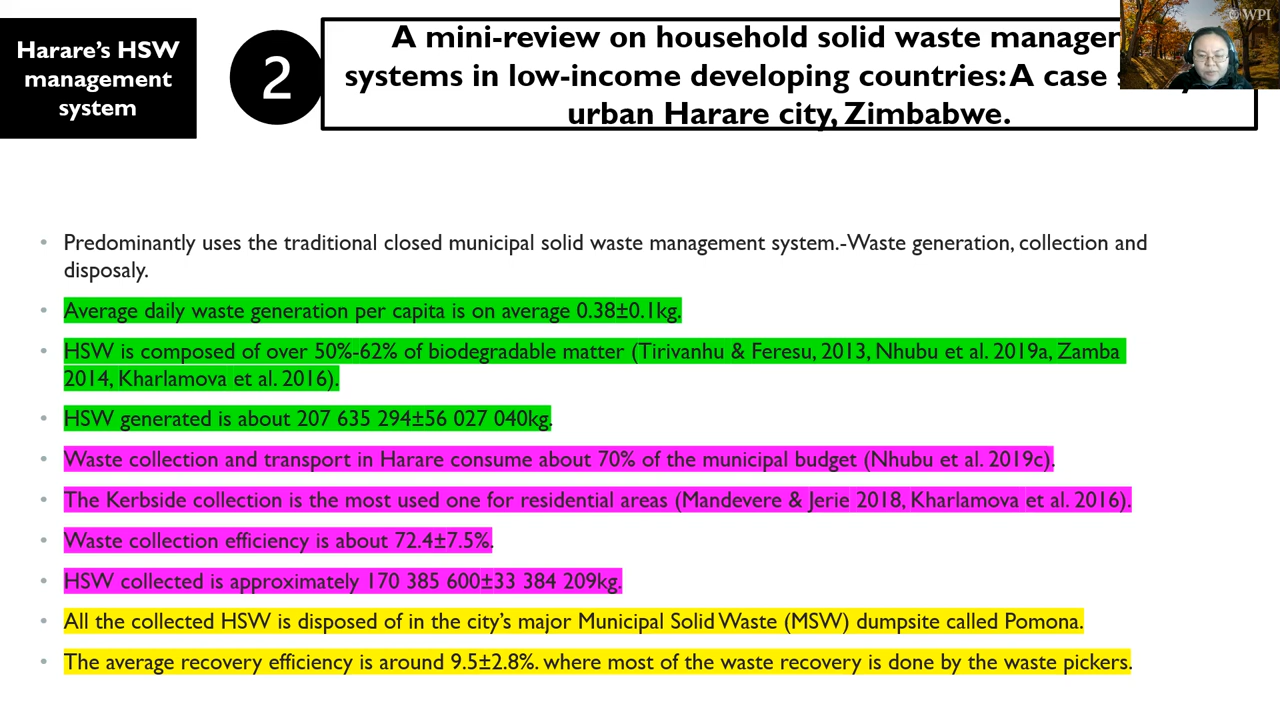 Harare's HSW
management
system
2
A mini-review on household solid waste manager
systems in low-income developing countries: A case
urban Harare city, Zimbabwe.
© WPI
• Predominantly uses the traditional closed municipal solid waste management system.-Waste generation, collection and
disposaly.
• Average daily waste generation per capita is on average 0.38±0.1kg.
• HSW is composed of over 50%-62% of biodegradable matter (Tirivanhu & Feresu, 2013, Nhubu et al. 2019a, Zamba
2014, Kharlamova et al. 2016).
• HSW generated is about 207 635 294±56 027 040kg.
• Waste collection and transport in Harare consume about 70% of the municipal budget (Nhubu et al. 2019c).
• The Kerbside collection is the most used one for residential areas (Mandevere & Jerie 2018, Kharlamova et al. 2016).
• Waste collection efficiency is about 72.4±7.5%.
• HSW collected is approximately 170 385 600±33 384 209kg.
• All the collected HSW is disposed of in the city's major Municipal Solid Waste (MSW) dumpsite called Pomona.
• The average recovery efficiency is around 9.5±2.8%. where most of the waste recovery is done by the waste pickers.